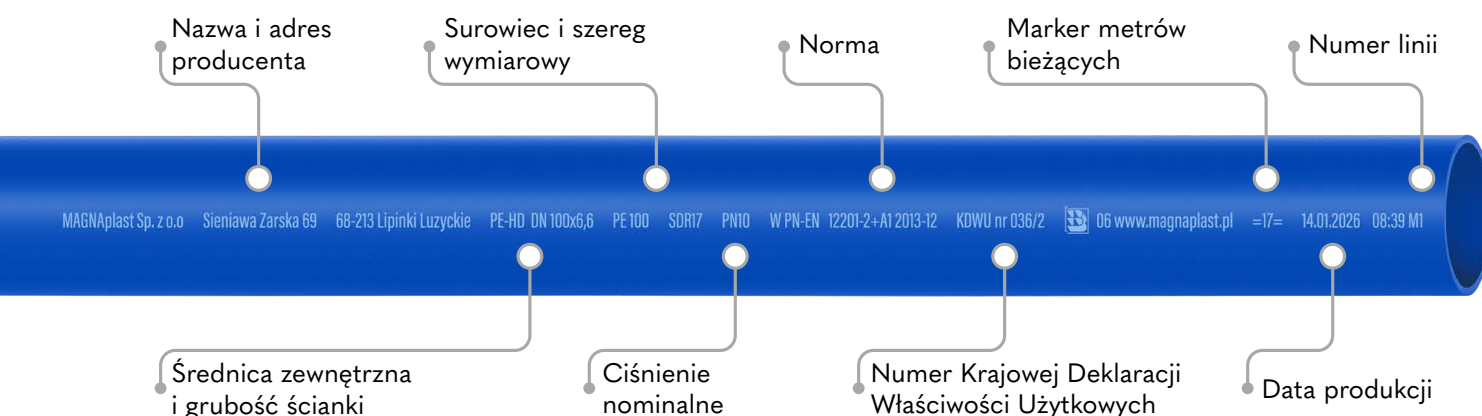 Nazwa i adres
producenta
Surowiec i szereg
wymiarowy
Norma
Marker metrów
bieżących
Numer linii
MAGNAplast Sp. z o.o Sieniawa Zarska 69 68-213 Lipinki Luzyckie PE-HD DN 100x6,6 PE 100 SDR17 PN10 W PN-EN 12201-2+A1 2013-12 KDWU nr 036/2 06 www.magnaplast.pl =17= 14.01.2026 08:39 M1
Średnica zewnętrzna
i grubość ścianki
Ciśnienie
nominalne
Numer Krajowej Deklaracji
Właściwości Użytkowych
Data produkcji